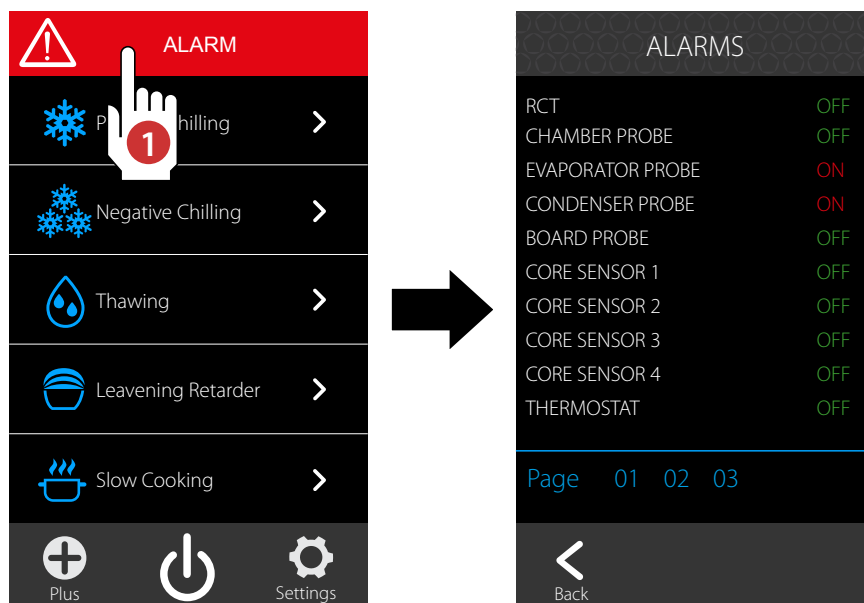 ALARM
1
P hilling
Negative Chilling
Thawing
Leavening Retarder
Slow Cooking
Plus
Settings
ALARMS
RCT OFF
CHAMBER PROBE OFF
EVAPORATOR PROBE ON
CONDENSER PROBE ON
BOARD PROBE OFF
CORE SENSOR 1 OFF
CORE SENSOR 2 OFF
CORE SENSOR 3 OFF
CORE SENSOR 4 OFF
THERMOSTAT OFF
Page 01 02 03
Back